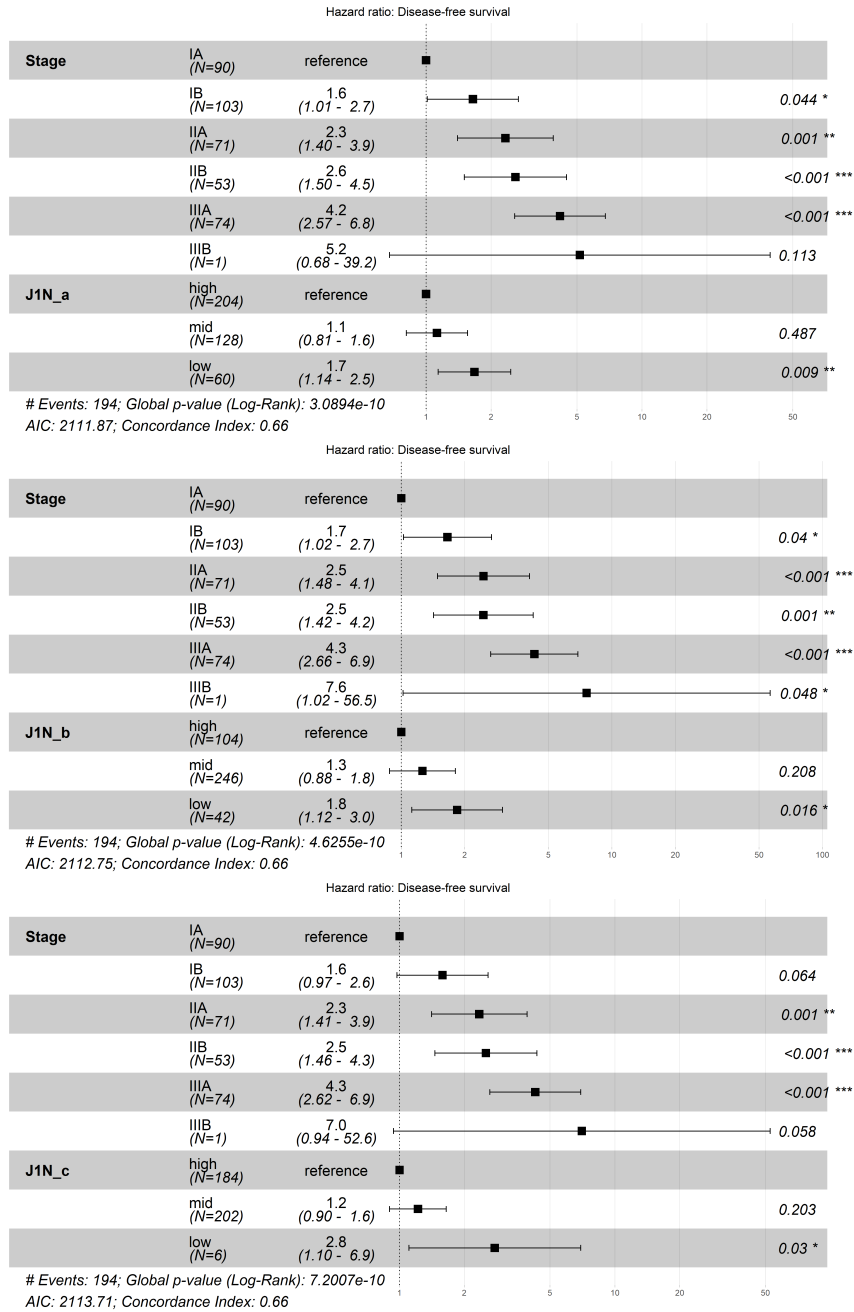 Hazard ratio: Disease-free survival
Stage IA reference
(N=90)
IB 1.6 0.044 *
(N=103) (1.01 - 2.7)
IIA 2.3 0.001 **
(N=71) (1.40 - 3.9)
IIB 2.6 <0.001 ***
(N=53) (1.50 - 4.5)
IIIA 4.2 <0.001 ***
(N=74) (2.57 - 6.8)
IIIB 5.2 0.113
(N=1) (0.68 - 39.2)
J1N_a high reference
(N=204)
mid 1.1 0.487
(N=128) (0.81 - 1.6)
low 1.7 0.009 **
(N=60) (1.14 - 2.5)
# Events: 194; Global p-value (Log-Rank): 3.0894e-10
AIC: 2111.87; Concordance Index: 0.66
1 2 5 10 20 50
Hazard ratio: Disease-free survival
Stage IA reference
(N=90)
IB 1.7 0.04 *
(N=103) (1.02 - 2.7)
IIA 2.5 <0.001 ***
(N=71) (1.48 - 4.1)
IIB 2.5 0.001 **
(N=53) (1.42 - 4.2)
IIIA 4.3 <0.001 ***
(N=74) (2.66 - 6.9)
IIIB 7.6 0.048 *
(N=1) (1.02 - 56.5)
J1N_b high reference
(N=104)
mid 1.3 0.208
(N=246) (0.88 - 1.8)
low 1.8 0.016 *
(N=42) (1.12 - 3.0)
# Events: 194; Global p-value (Log-Rank): 4.6255e-10
AIC: 2112.75; Concordance Index: 0.66
1 2 5 10 20 50 100
Hazard ratio: Disease-free survival
Stage IA reference
(N=90)
IB 1.6 0.064
(N=103) (0.97 - 2.6)
IIA 2.3 0.001 **
(N=71) (1.41 - 3.9)
IIB 2.5 <0.001 ***
(N=53) (1.46 - 4.3)
IIIA 4.3 <0.001 ***
(N=74) (2.62 - 6.9)
IIIB 7.0 0.058
(N=1) (0.94 - 52.6)
J1N_c high reference
(N=184)
mid 1.2 0.203
(N=202) (0.90 - 1.6)
low 2.8 0.03 *
(N=6) (1.10 - 6.9)
# Events: 194; Global p-value (Log-Rank): 7.2007e-10
AIC: 2113.71; Concordance Index: 0.66
1 2 5 10 20 50